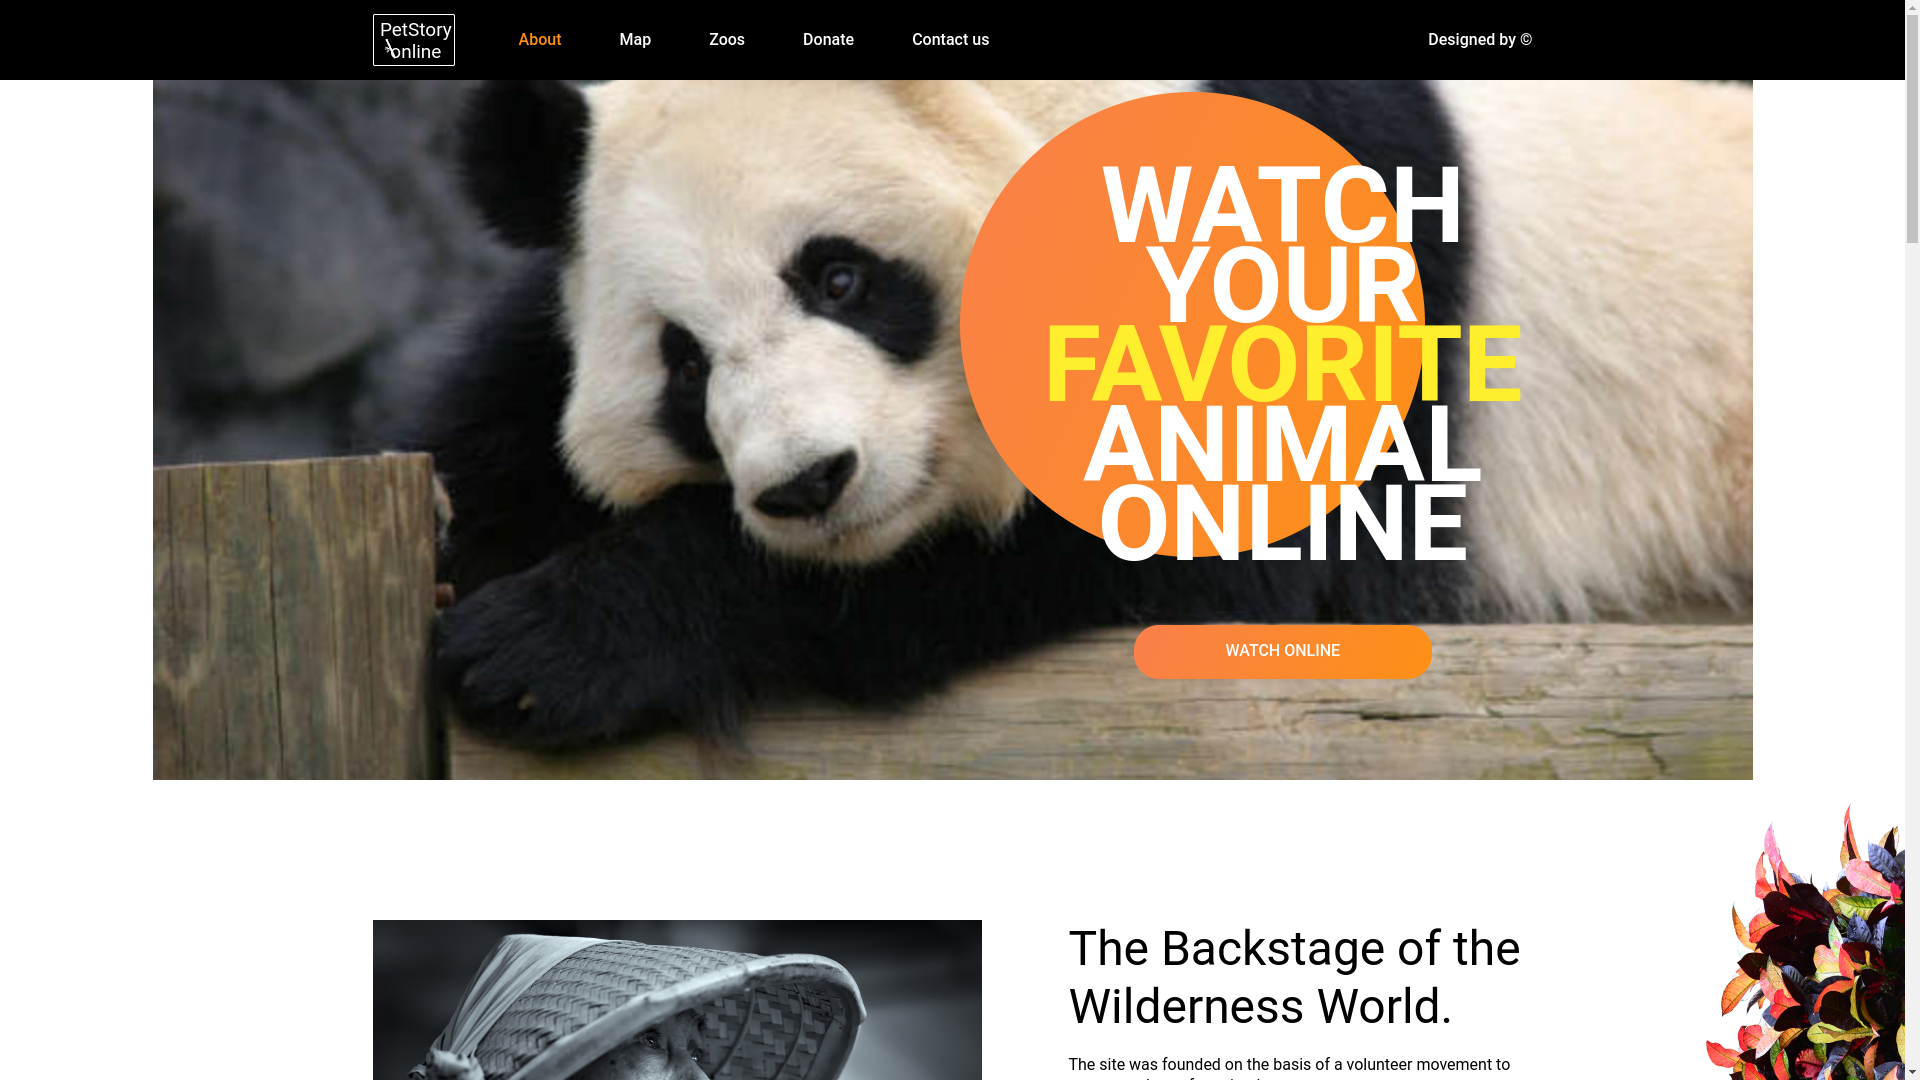 PetStory
online
About
Map
Zoos
Donate
Contact us
Designed by ©
WATCH
YOUR
FAVORITE
ANIMAL
ONLINE
WATCH ONLINE
The Backstage of the
Wilderness World.
The site was founded on the basis of a volunteer movement to